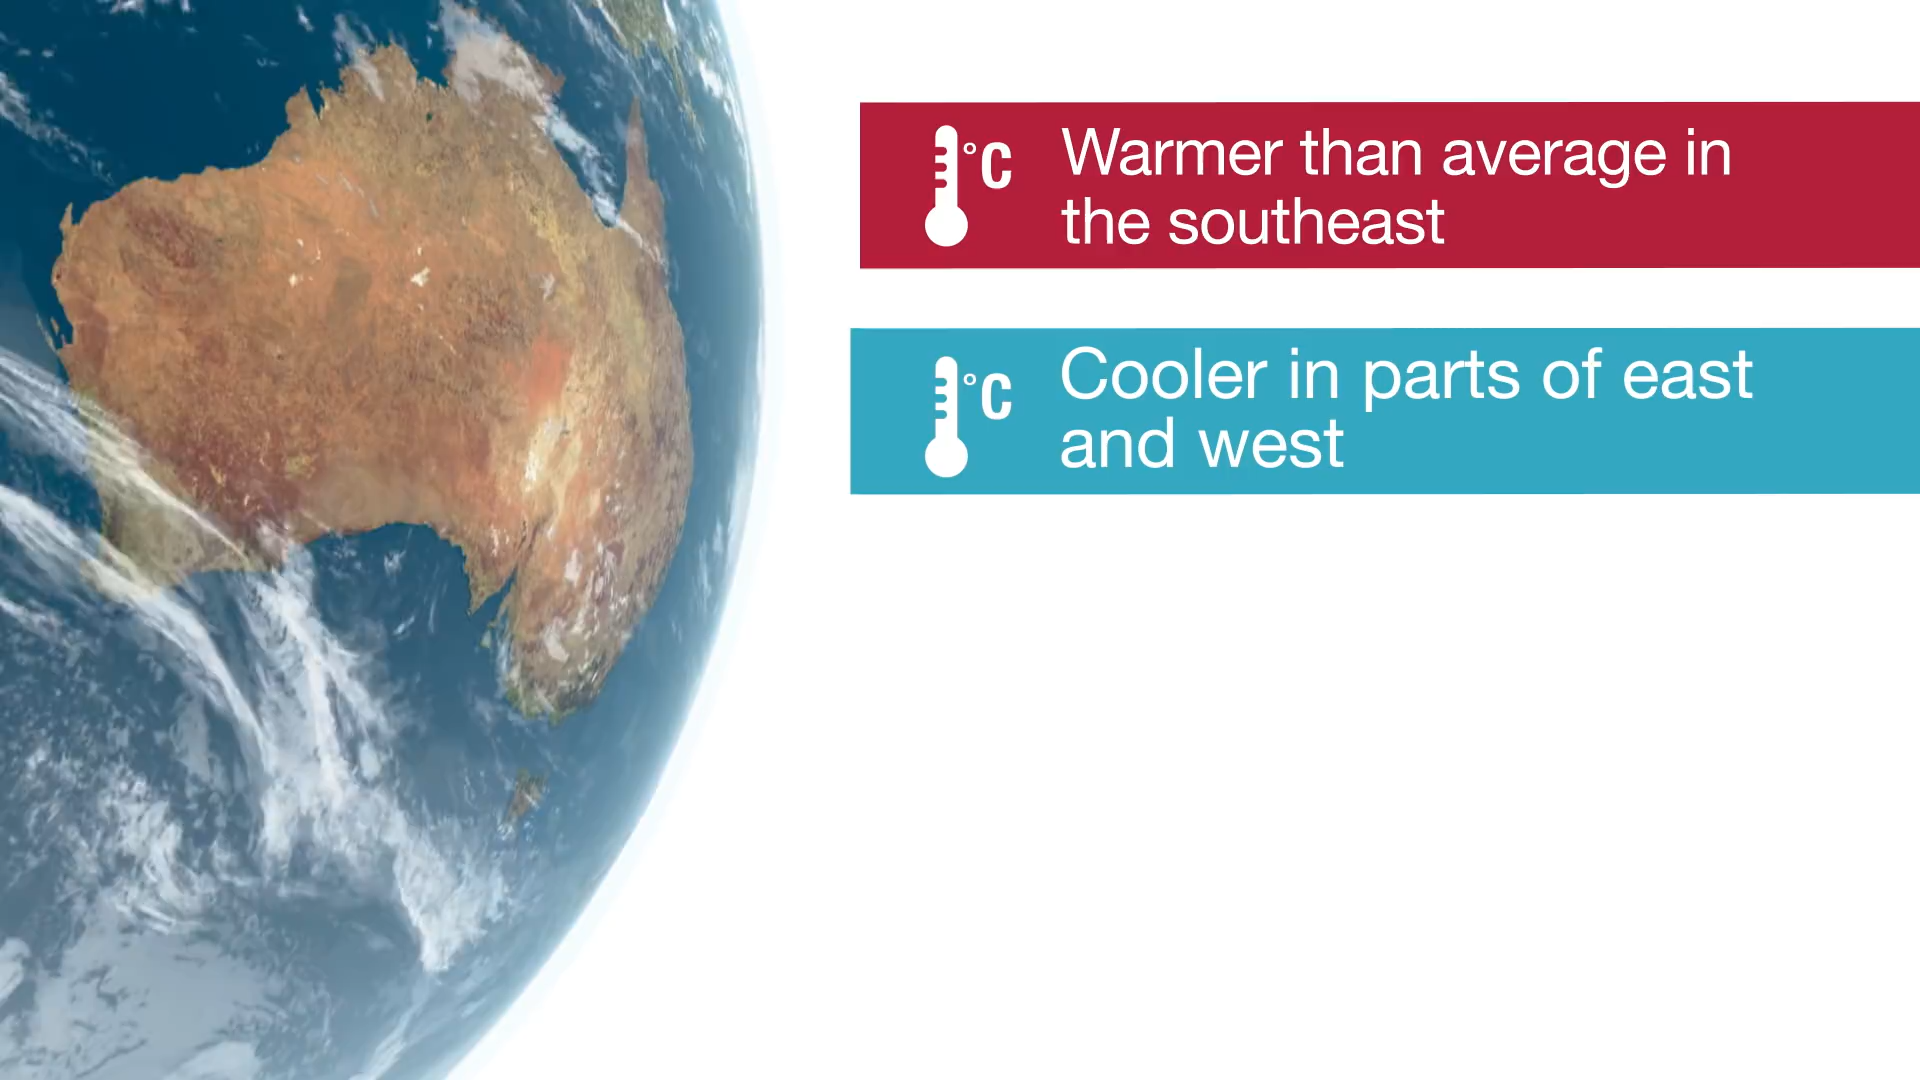 °C Warmer than average in
the southeast
°C Cooler in parts of east
and west